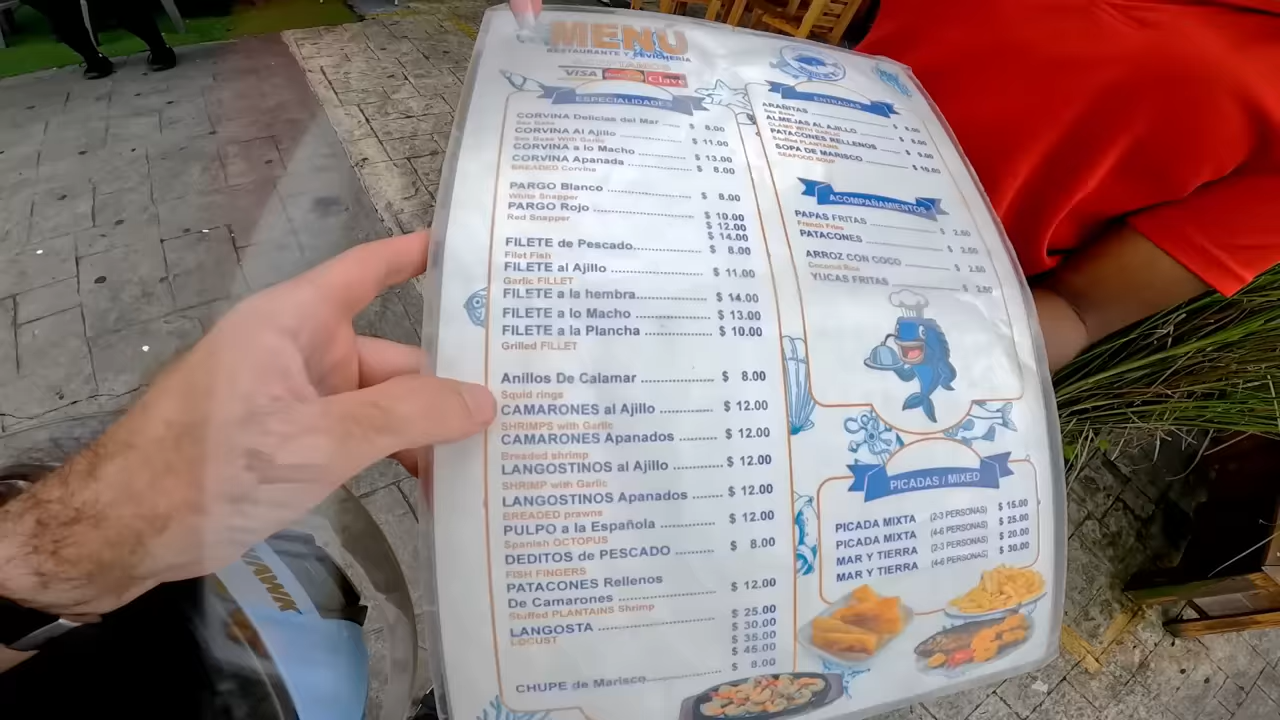 MENU
RESTAURANTE Y CEVICHERÍA
ACEPTAMOS
VISA
Clave
ESPECIALIDADES
CORVINA Delicias del Mar ..... $ 8.00
Sea Bass
CORVINA Al Ajillo ..... $ 11.00
Sea Bass With Garlic
CORVINA a lo Macho ..... $ 13.00
CORVINA Apanada ..... $ 8.00
BREADED Corvina
PARGO Blanco ..... $ 8.00
White Snapper
PARGO Rojo ..... $ 10.00
Red Snapper
$ 12.00
$ 14.00
FILETE de Pescado..... $ 8.00
Filet Fish
FILETE al Ajillo ..... $ 11.00
Garlic FILLET
FILETE a la hembra..... $ 14.00
FILETE a lo Macho ..... $ 13.00
FILETE a la Plancha ..... $ 10.00
Grilled FILLET
Anillos De Calamar ..... $ 8.00
Squid rings
CAMARONES al Ajillo ..... $ 12.00
SHRIMPS with Garlic
CAMARONES Apanados ..... $ 12.00
Breaded shrimp
LANGOSTINOS al Ajillo ..... $ 12.00
SHRIMP with Garlic
LANGOSTINOS Apanados ..... $ 12.00
BREADED prawns
PULPO a la Española ..... $ 12.00
Spanish OCTOPUS
DEDITOS de PESCADO ..... $ 8.00
FISH FINGERS
PATACONES Rellenos
De Camarones ..... $ 12.00
Stuffed PLANTAINS Shrimp
LANGOSTA ..... $ 25.00
LOCUST
$ 30.00
$ 35.00
$ 45.00
CHUPE de Marisco..... $ 8.00
ENTRADAS
ARAÑITAS
Sea Bass
ALMEJAS AL AJILLO
CLAMS WITH GARLIC
PATACONES RELLENOS
Stuffed PLANTAINS
SOPA DE MARISCO ..... $ 10.00
SEAFOOD SOUP
ACOMPAÑAMIENTOS
PAPAS FRITAS ..... $ 2.50
French Fries
PATACONES ..... $ 2.50
ARROZ CON COCO ..... $ 2.50
Coconut Rice
YUCAS FRITAS ..... $ 2.50
PICADAS / MIXED
PICADA MIXTA (2-3 PERSONAS) $ 15.00
PICADA MIXTA (4-6 PERSONAS) $ 25.00
MAR Y TIERRA (2-3 PERSONAS) $ 20.00
MAR Y TIERRA (4-6 PERSONAS) $ 30.00